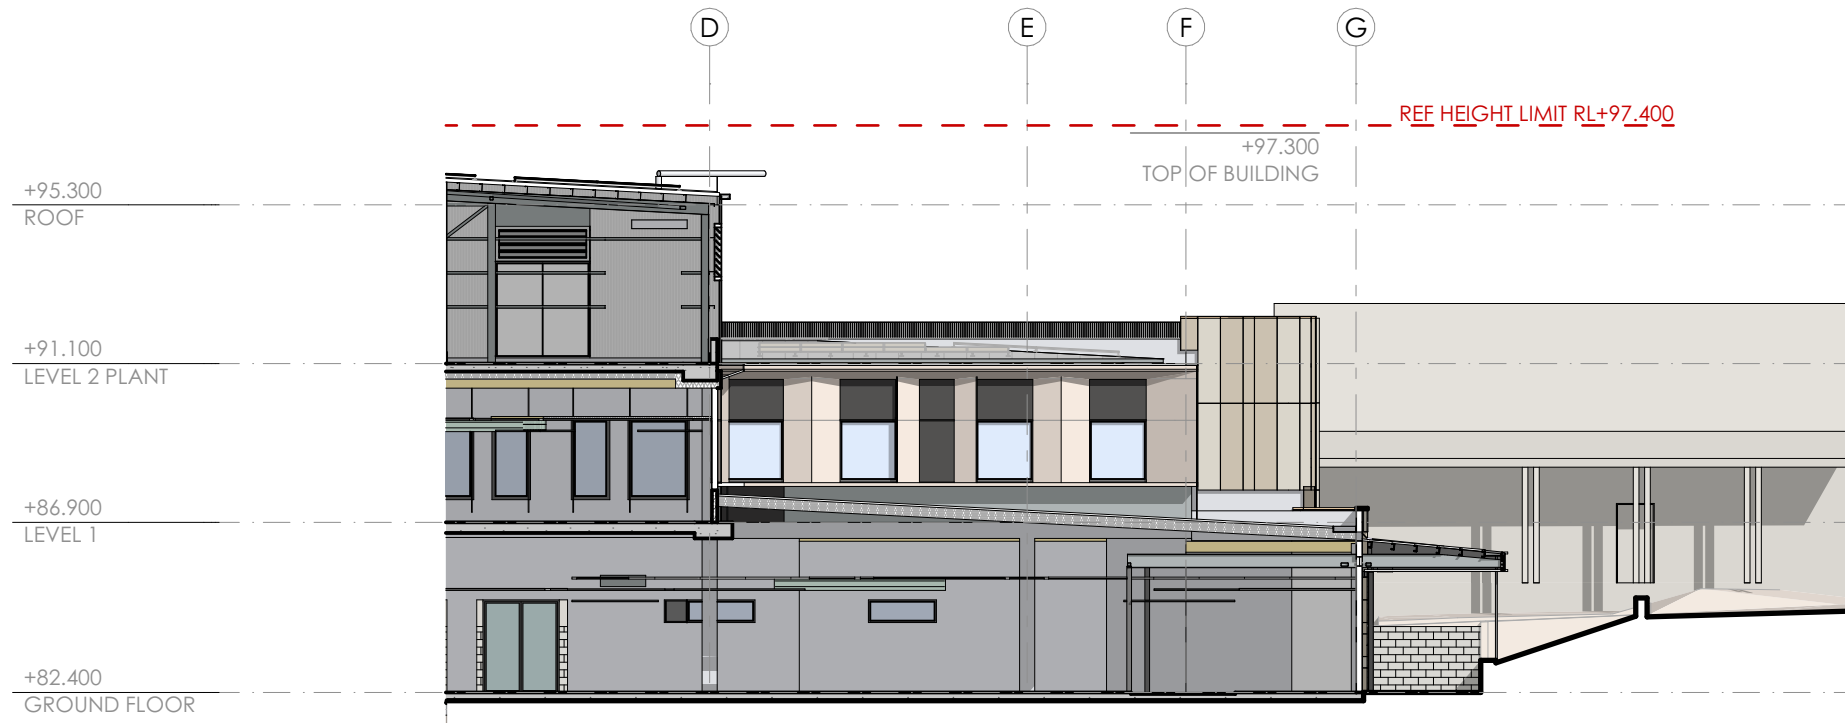 D E F G
REF HEIGHT LIMIT RL+97.400
+97.300
TOP OF BUILDING
+95.300
ROOF
+91.100
LEVEL 2 PLANT
+86.900
LEVEL 1
+82.400
GROUND FLOOR